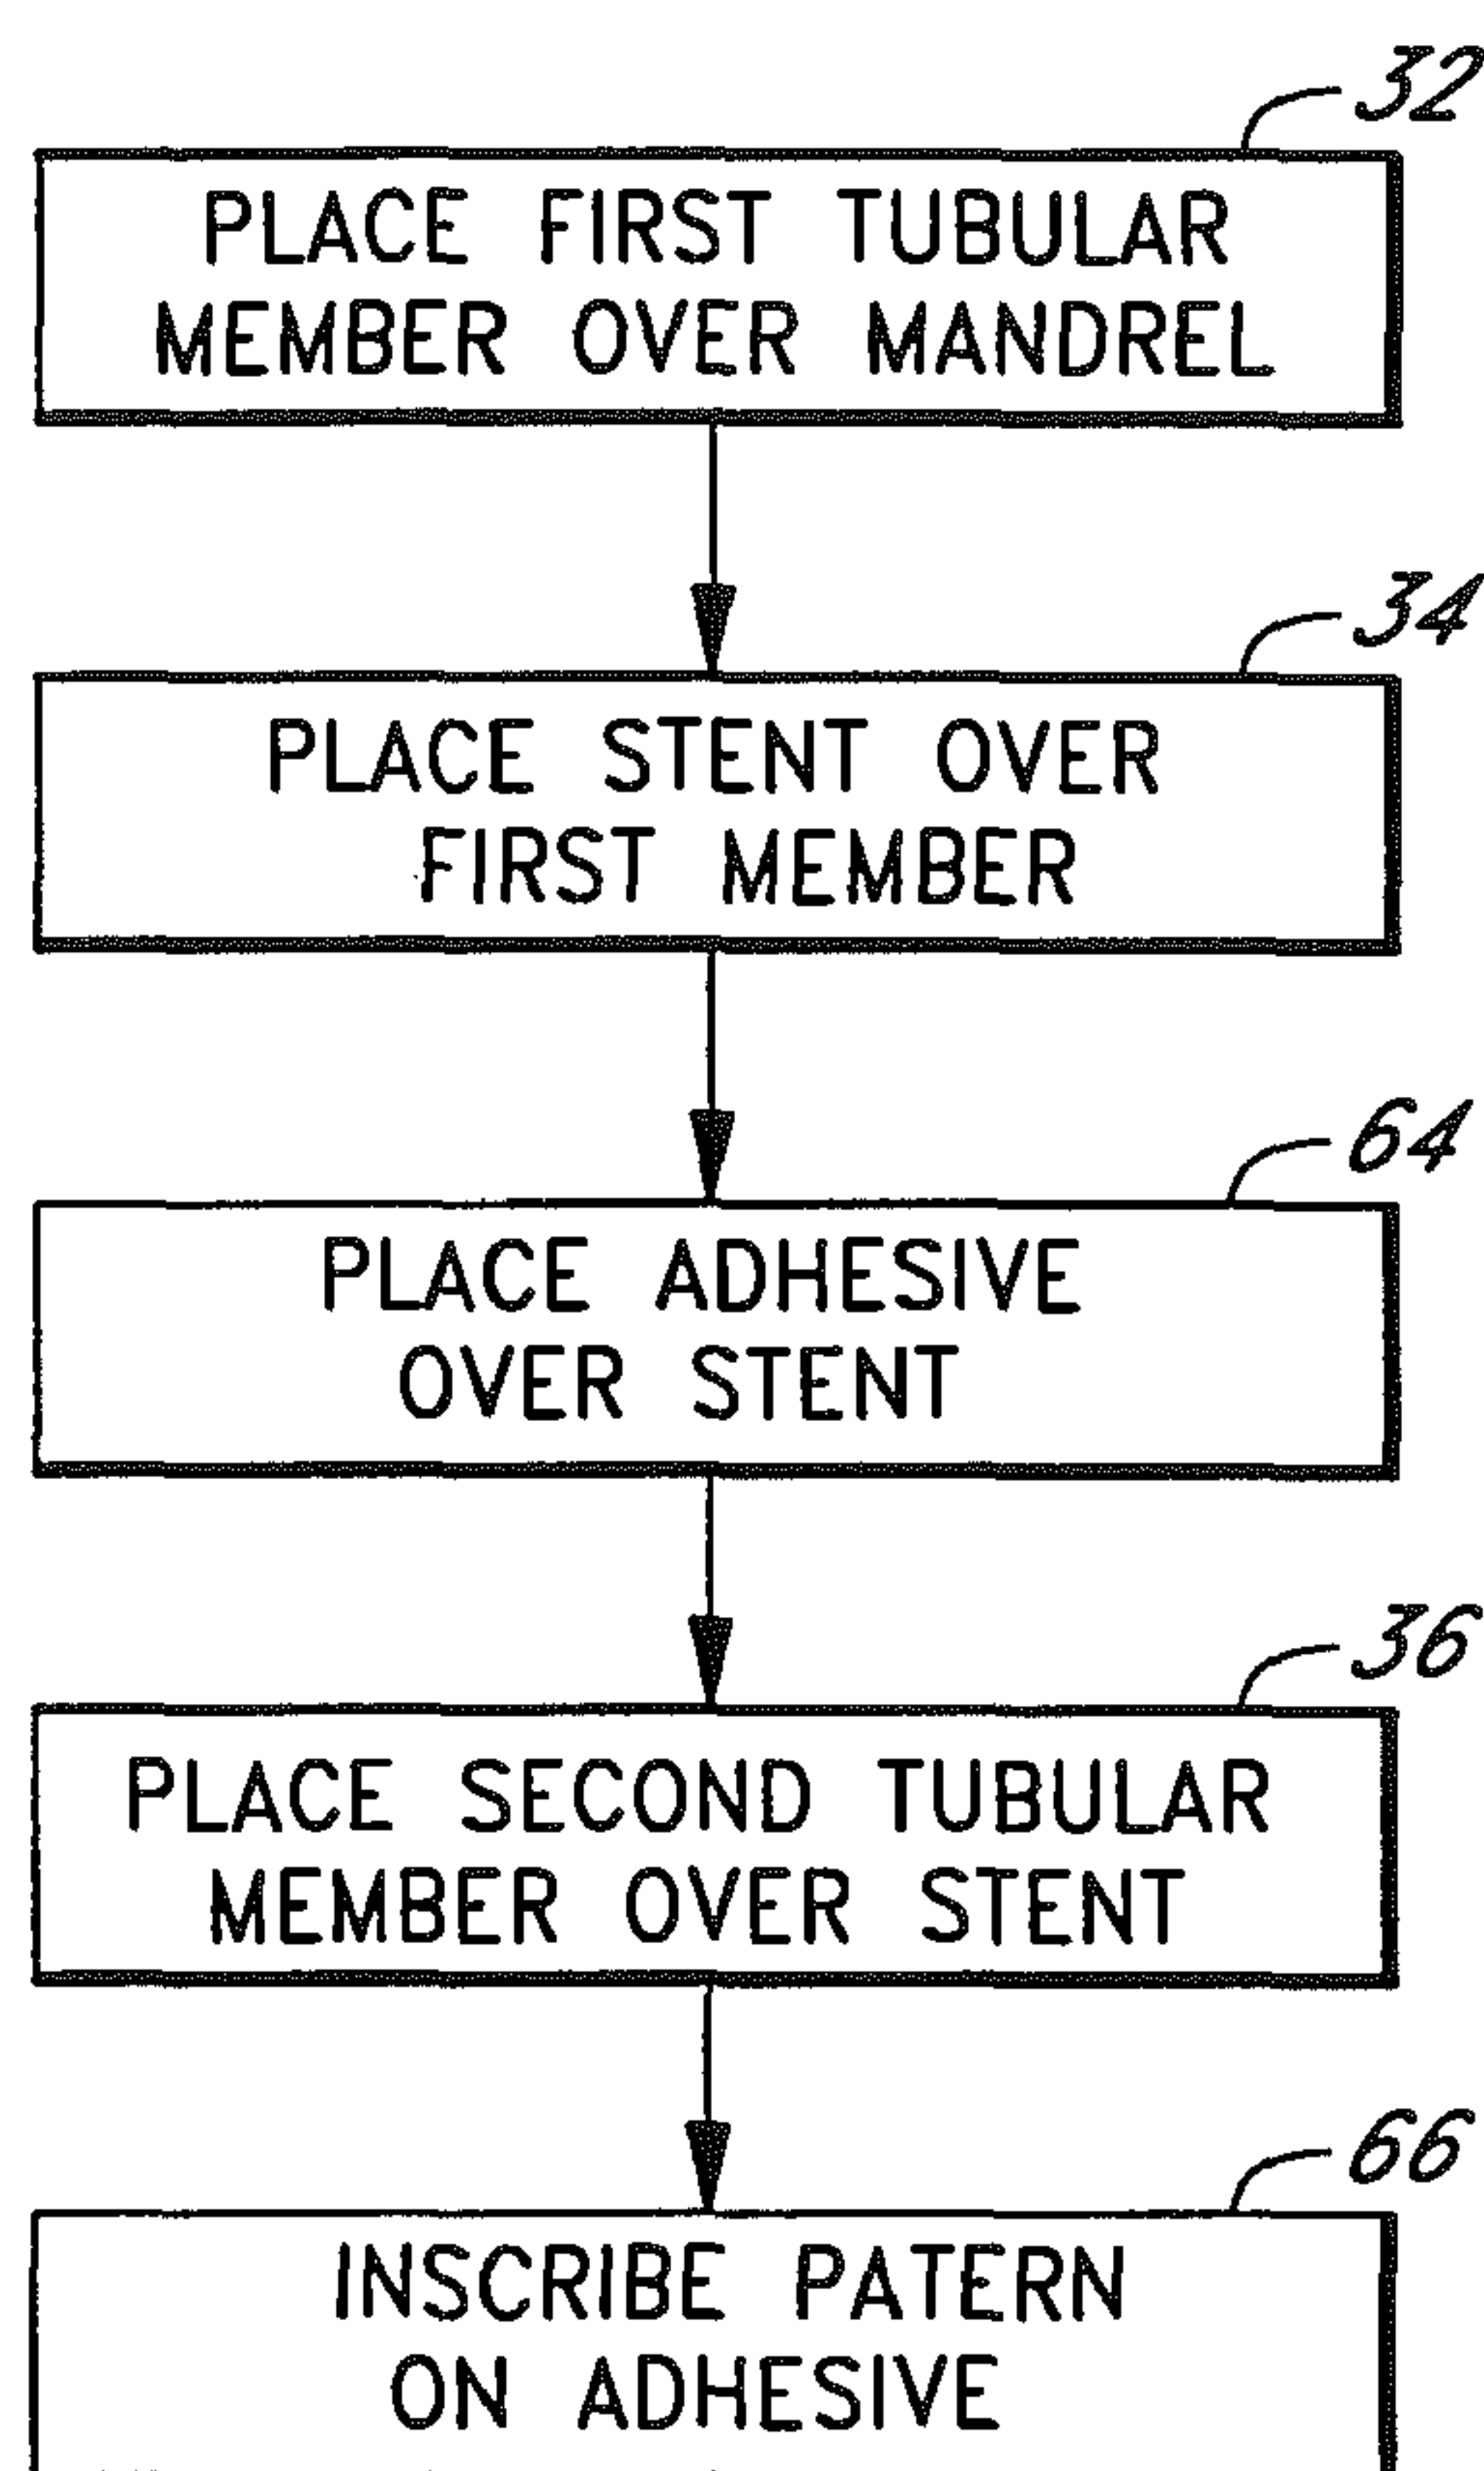 32
PLACE FIRST TUBULAR
MEMBER OVER MANDREL
34
PLACE STENT OVER
FIRST MEMBER
64
PLACE ADHESIVE
OVER STENT
36
PLACE SECOND TUBULAR
MEMBER OVER STENT
66
INSCRIBE PATERN
ON ADHESIVE